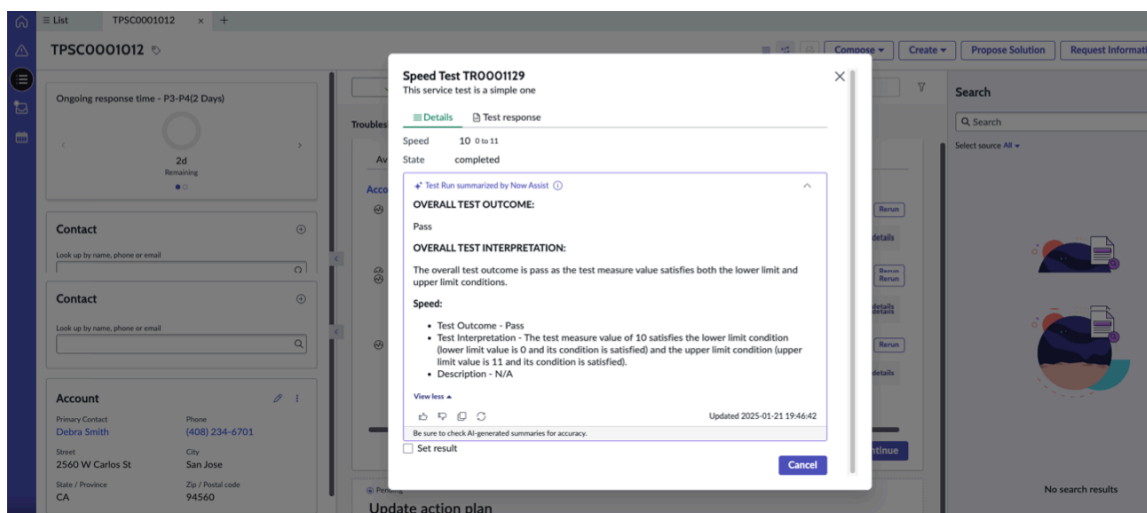 List
TPSC0001012 × +
TPSC0001012
Compose
Create
Propose Solution
Request
Ongoing response time - P3-P4(2 Days)
2d
Remaining
Contact
Look up by name, phone or email
Contact
Look up by name, phone or email
Account
Primary Contact
Phone
Debra Smith
(408) 234-6701
Street
City
2560 W Carlos St
San Jose
State / Province
Zip / Postal code
CA
94560
Speed Test TR0001129
This service test is a simple one
Details
Test response
Speed 10 0 to 11
State completed
Test Run summarized by Now Assist
OVERALL TEST OUTCOME:
Pass
OVERALL TEST INTERPRETATION:
The overall test outcome is pass as the test measure value satisfies both the lower limit and
upper limit conditions.
Speed:
• Test Outcome - Pass
• Test Interpretation - The test measure value of 10 satisfies the lower limit condition
(lower limit value is 0 and its condition is satisfied) and the upper limit condition (upper
limit value is 11 and its condition is satisfied).
• Description - N/A
View less
Updated 2025-01-21 19:46:42
Be sure to check AI-generated summaries for accuracy.
Set result
Cancel
Rerun
details
Rerun
details
Rerun
details
Update action plan
Search
Search
Select source All
No search results